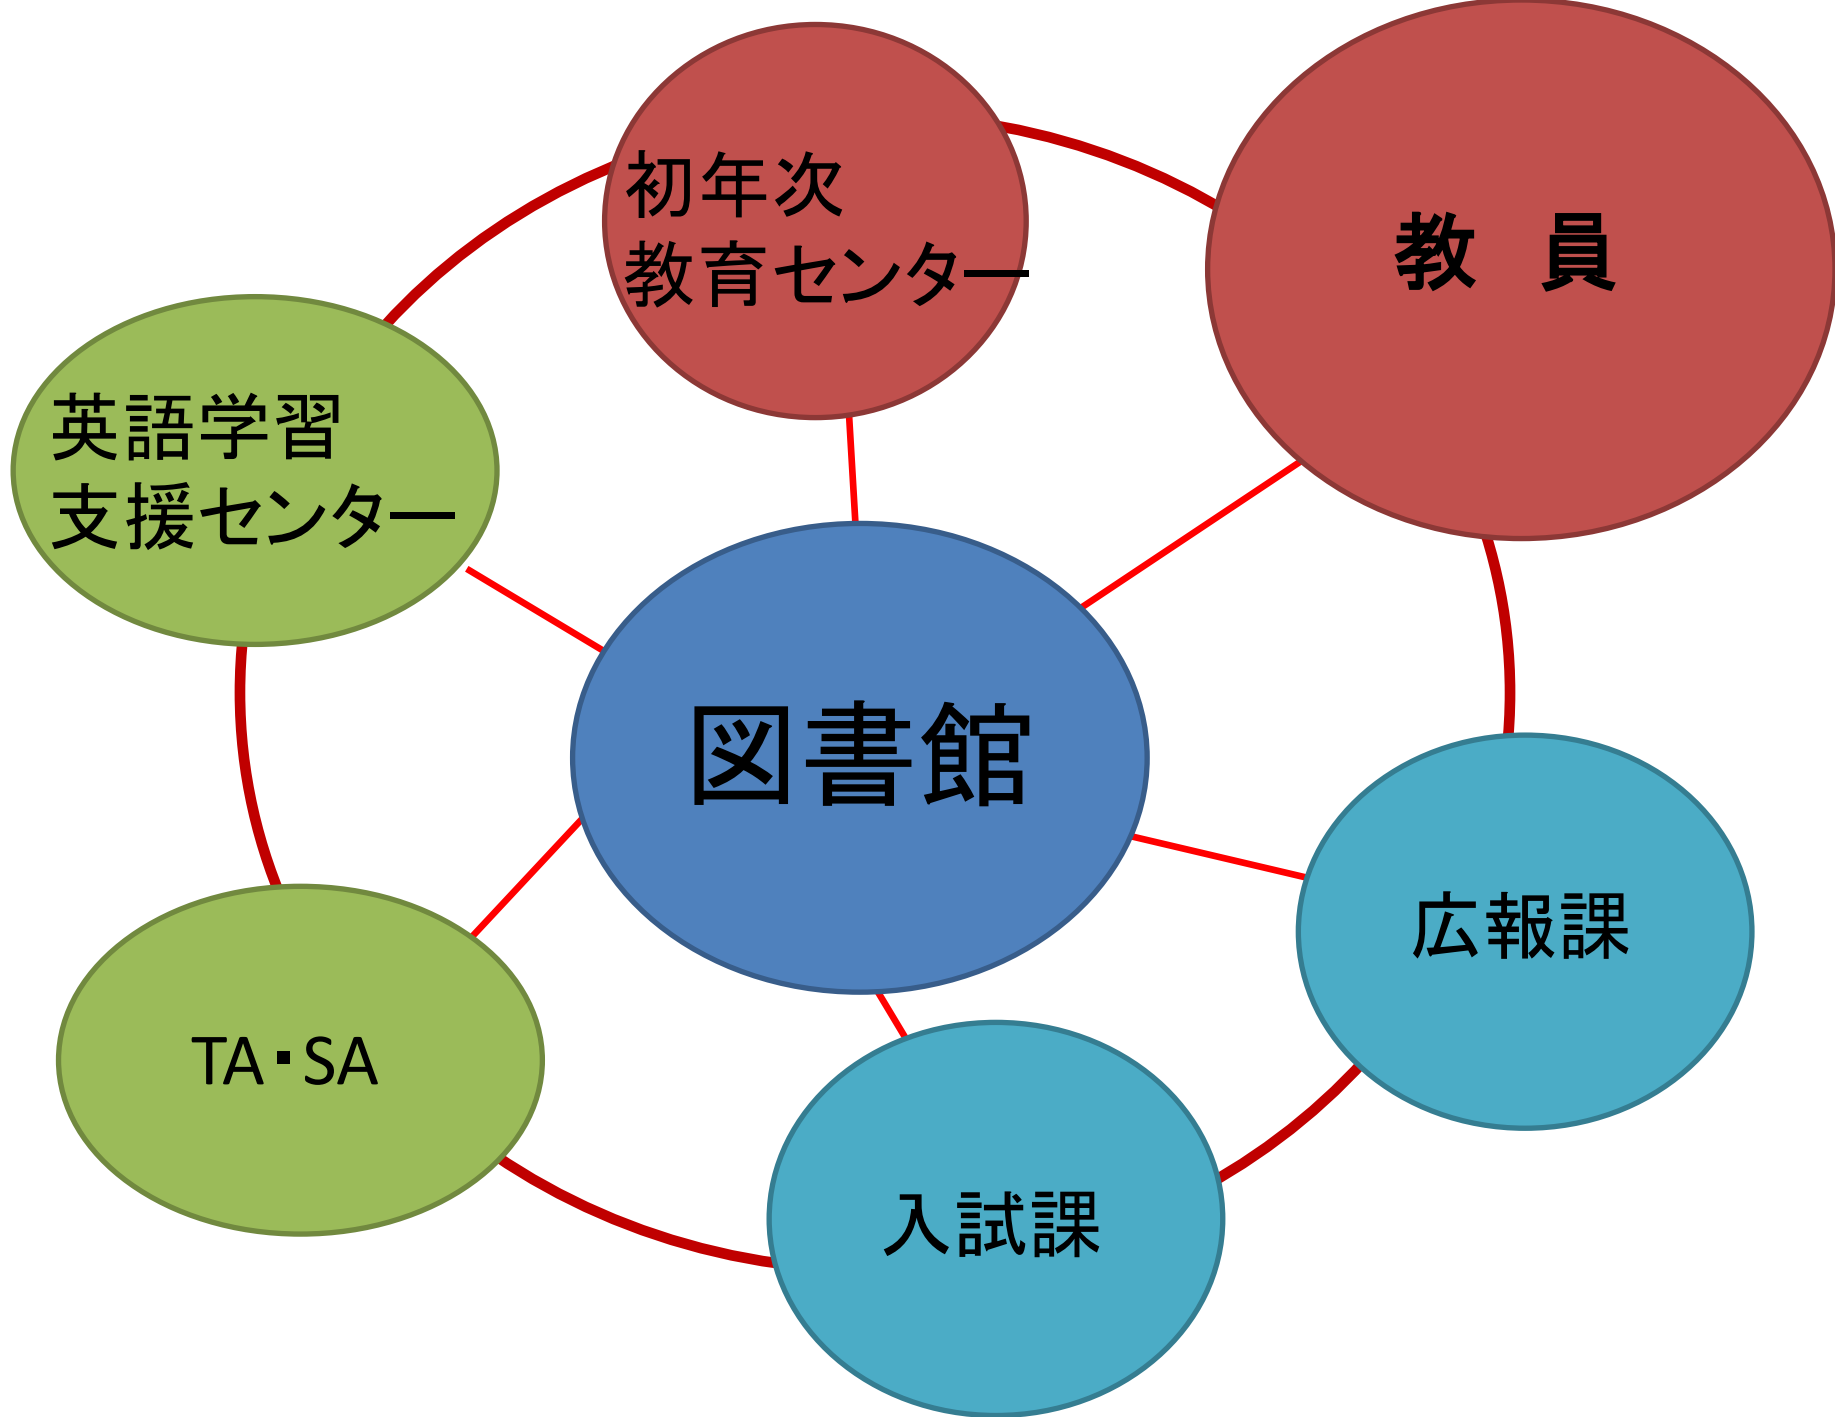 初年次
教育センター
教　員
英語学習
支援センター
図書館
広報課
TA・SA
入試課